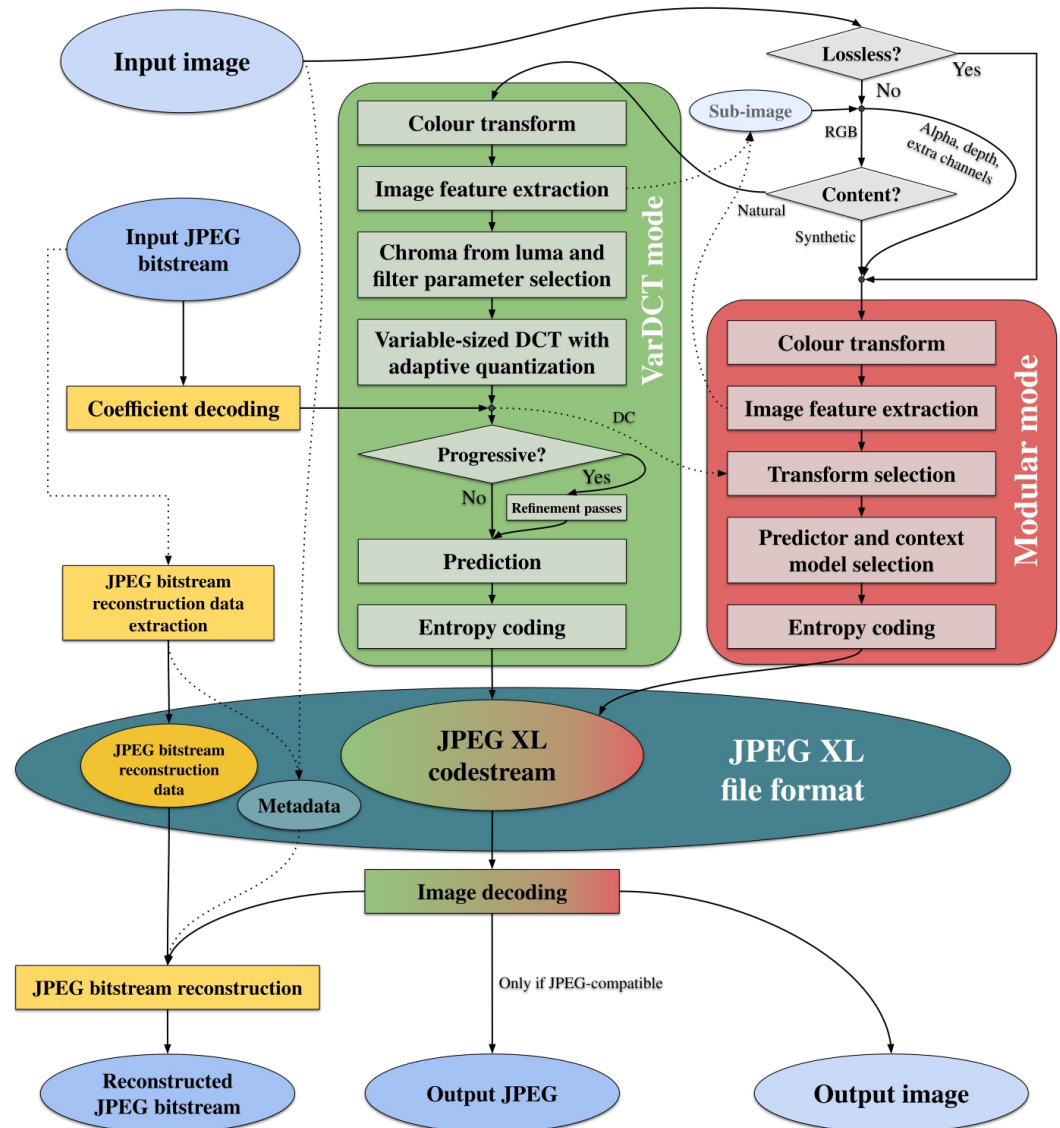 Input image
Lossless?
Yes
No
Sub-image
RGB
Alpha, depth,
extra channels
Content?
Natural
Synthetic
VarDCT mode
Colour transform
Image feature extraction
Chroma from luma and
filter parameter selection
Variable-sized DCT with
adaptive quantization
DC
Progressive?
Yes
No
Refinement passes
Prediction
Entropy coding
Input JPEG
bitstream
Coefficient decoding
JPEG bitstream
reconstruction data
extraction
Modular mode
Colour transform
Image feature extraction
Transform selection
Predictor and context
model selection
Entropy coding
JPEG bitstream
reconstruction
data
Metadata
JPEG XL
codestream
JPEG XL
file format
Image decoding
JPEG bitstream reconstruction
Only if JPEG-compatible
Reconstructed
JPEG bitstream
Output JPEG
Output image